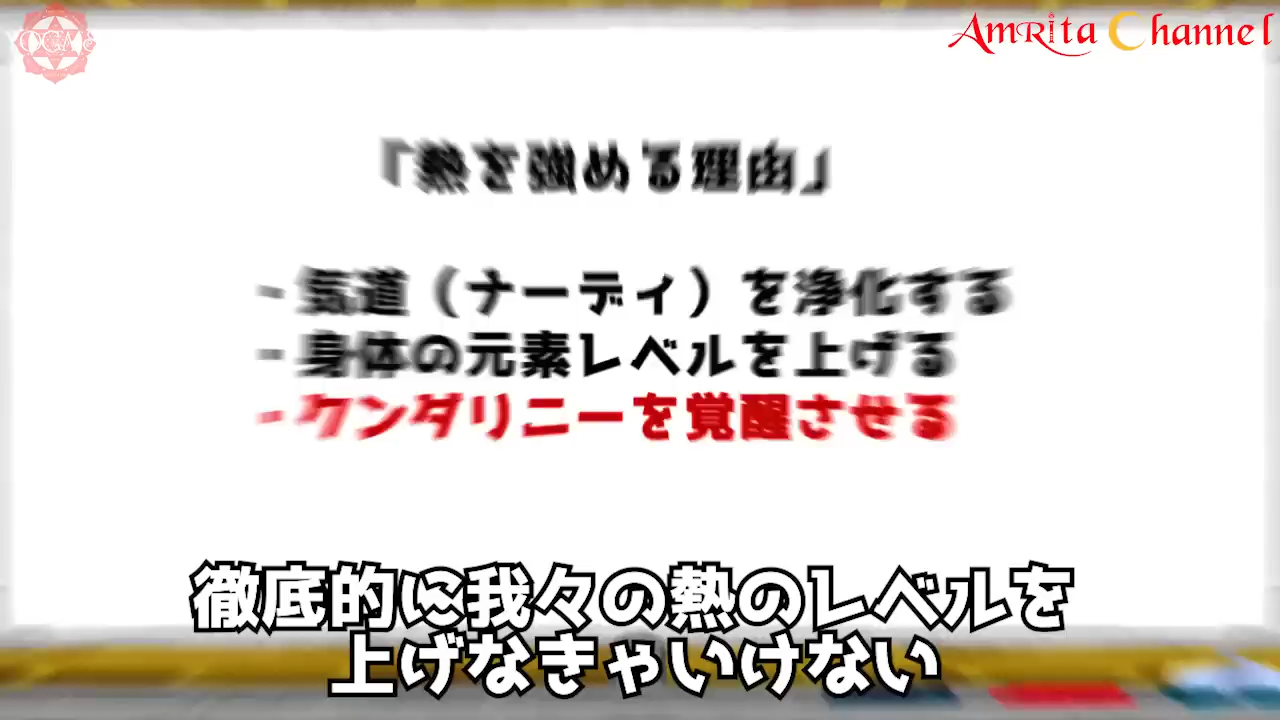 Amrita Channel
「熱を強める理由」
・気道（ナーディ）を浄化する
・身体の元素レベルを上げる
・クンダリニーを覚醒させる
徹底的に我々の熱のレベルを
上げなきゃいけない